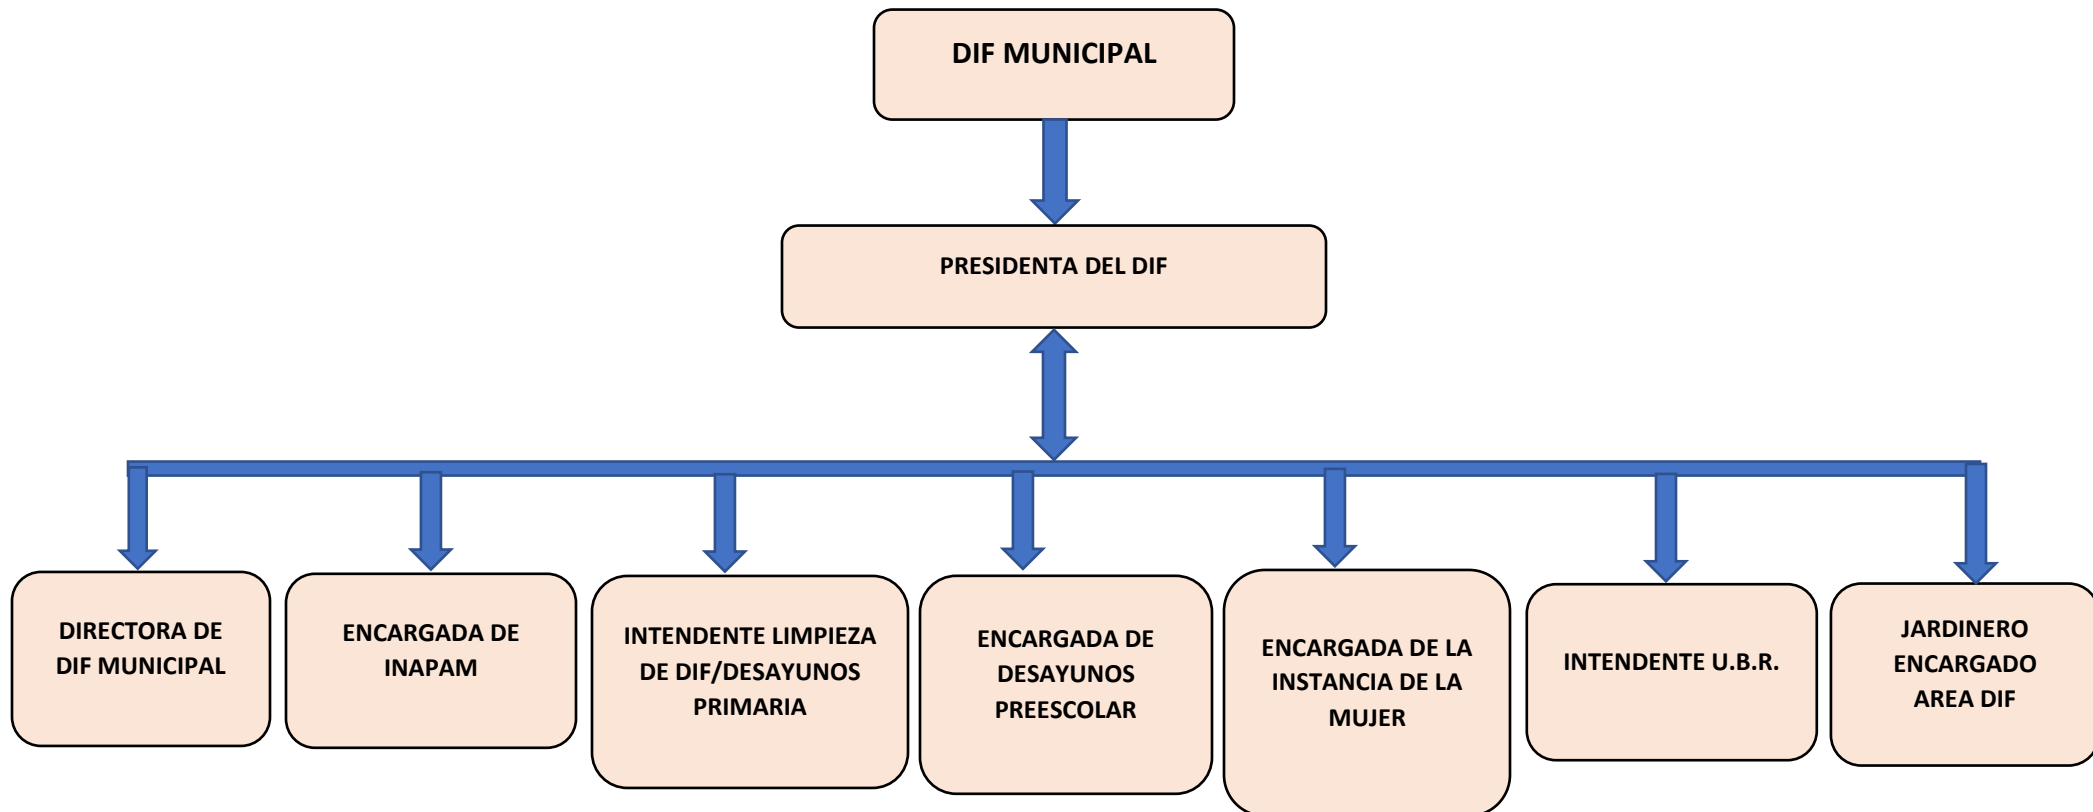 DIF MUNICIPAL
PRESIDENTA DEL DIF
DIRECTORA DE
DIF MUNICIPAL
ENCARGADA DE
INAPAM
INTENDENTE LIMPIEZA
DE DIF/DESAYUNOS
PRIMARIA
ENCARGADA DE
DESAYUNOS
PREESCOLAR
ENCARGADA DE LA
INSTANCIA DE LA
MUJER
INTENDENTE U.B.R.
JARDINERO
ENCARGADO
AREA DIF